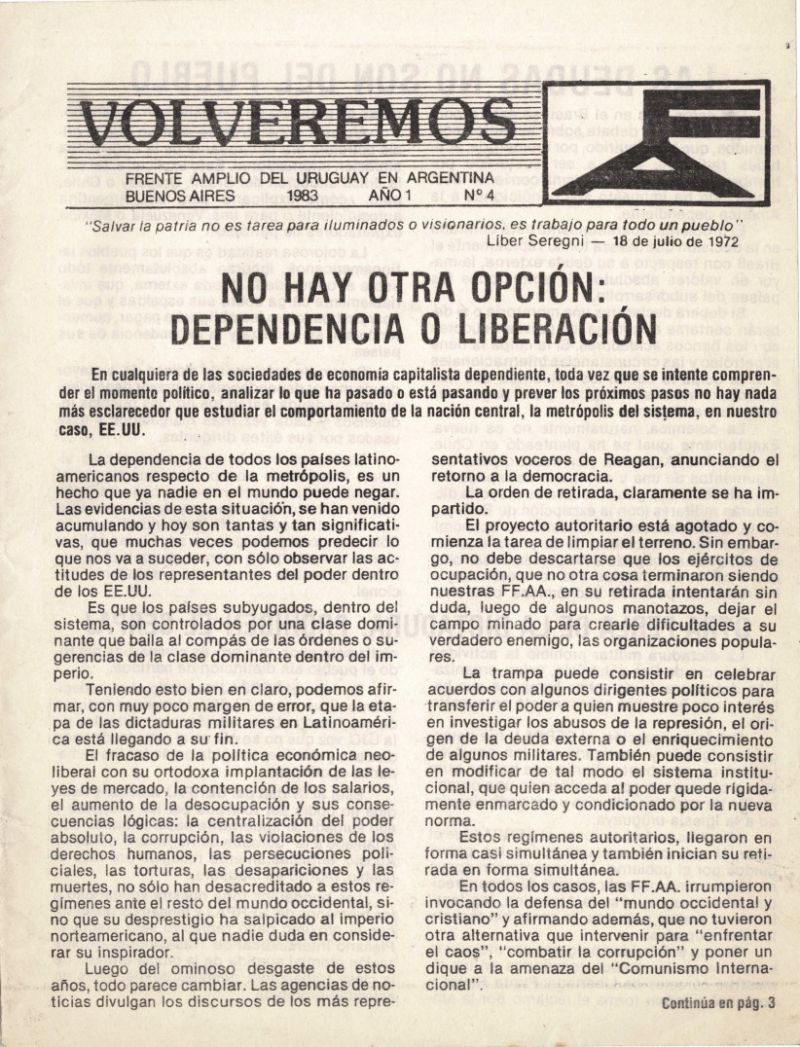 VOLVEREMOS
FA
FRENTE AMPLIO DEL URUGUAY EN ARGENTINA
BUENOS AIRES 1983 AÑO 1 Nº 4
"Salvar la patria no es tarea para iluminados o visionarios, es trabajo para todo un pueblo"
Líber Seregni — 18 de julio de 1972
NO HAY OTRA OPCIÓN:
DEPENDENCIA O LIBERACIÓN
En cualquiera de las sociedades de economía capitalista dependiente, toda vez que se intente compren-
der el momento político, analizar lo que ha pasado o está pasando y prever los próximos pasos no hay nada
más esclarecedor que estudiar el comportamiento de la nación central, la metrópolis del sistema, en nuestro
caso, EE.UU.
La dependencia de todos los países latino-
americanos respecto de la metrópolis, es un
hecho que ya nadie en el mundo puede negar.
Las evidencias de esta situación, se han venido
acumulando y hoy son tantas y tan significati-
vas, que muchas veces podemos predecir lo
que nos va a suceder, con sólo observar las ac-
titudes de los representantes del poder dentro
de los EE.UU.
Es que los países subyugados, dentro del
sistema, son controlados por una clase domi-
nante que baila al compás de las órdenes o su-
gerencias de la clase dominante dentro del im-
perio.
Teniendo esto bien en claro, podemos afir-
mar, con muy poco margen de error, que la eta-
pa de las dictaduras militares en Latinoaméri-
ca está llegando a su fin.
El fracaso de la política económica neo-
liberal con su ortodoxa implantación de las le-
yes de mercado, la contención de los salarios,
el aumento de la desocupación y sus conse-
cuencias lógicas: la centralización del poder
absoluto, la corrupción, las violaciones de los
derechos humanos, las persecuciones poli-
ciales, las torturas, las desapariciones y las
muertes, no sólo han desacreditado a estos re-
gímenes ante el resto del mundo occidental, si-
no que su desprestigio ha salpicado al imperio
norteamericano, al que nadie duda en conside-
rar su inspirador.
Luego del ominoso desgaste de estos
años, todo parece cambiar. Las agencias de no-
ticias divulgan los discursos de los más repre-
sentativos voceros de Reagan, anunciando el
retorno a la democracia.
La orden de retirada, claramente se ha im-
partido.
El proyecto autoritario está agotado y co-
mienza la tarea de limpiar el terreno. Sin embar-
go, no debe descartarse que los ejércitos de
ocupación, que no otra cosa terminaron siendo
nuestras FF.AA., en su retirada intentarán sin
duda, luego de algunos manotazos, dejar el
campo minado para crearle dificultades a su
verdadero enemigo, las organizaciones popula-
res.
La trampa puede consistir en celebrar
acuerdos con algunos dirigentes políticos para
transferir el poder a quien muestre poco interés
en investigar los abusos de la represión, el ori-
gen de la deuda externa o el enriquecimiento
de algunos militares. También puede consistir
en modificar de tal modo el sistema institu-
cional, que quien acceda al poder quede rígida-
mente enmarcado y condicionado por la nueva
norma.
Estos regímenes autoritarios, llegaron en
forma casi simultánea y también inician su reti-
rada en forma simultánea.
En todos los casos, las FF.AA. irrumpieron
invocando la defensa del "mundo occidental y
cristiano" y afirmando además, que no tuvieron
otra alternativa que intervenir para "enfrentar
el caos", "combatir la corrupción" y poner un
dique a la amenaza del "Comunismo Interna-
cional".
Continúa en pág. 3